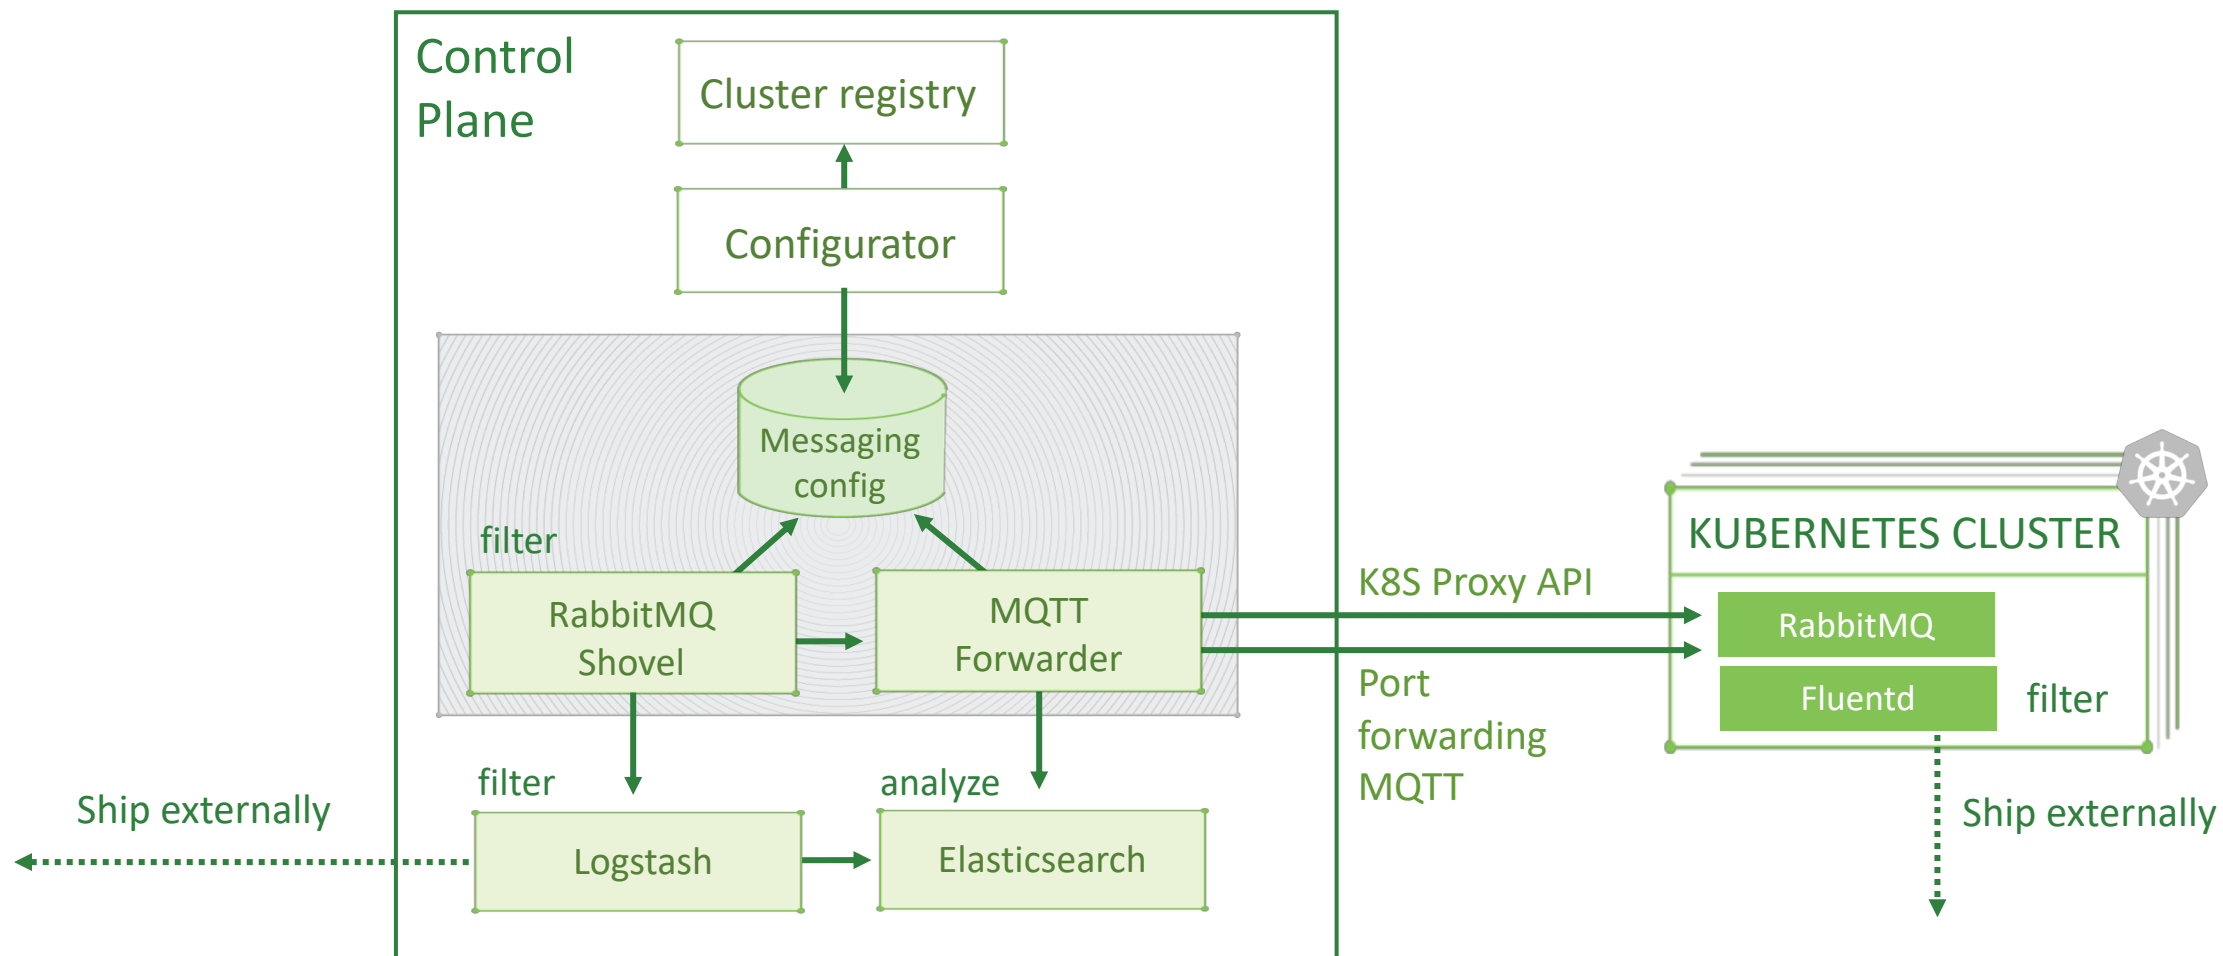 Control
Plane
Cluster registry
Configurator
Messaging
config
filter
RabbitMQ
Shovel
MQTT
Forwarder
K8S Proxy API
Port
forwarding
MQTT
KUBERNETES CLUSTER
RabbitMQ
Fluentd
filter
filter
analyze
Ship externally
Logstash
Elasticsearch
Ship externally